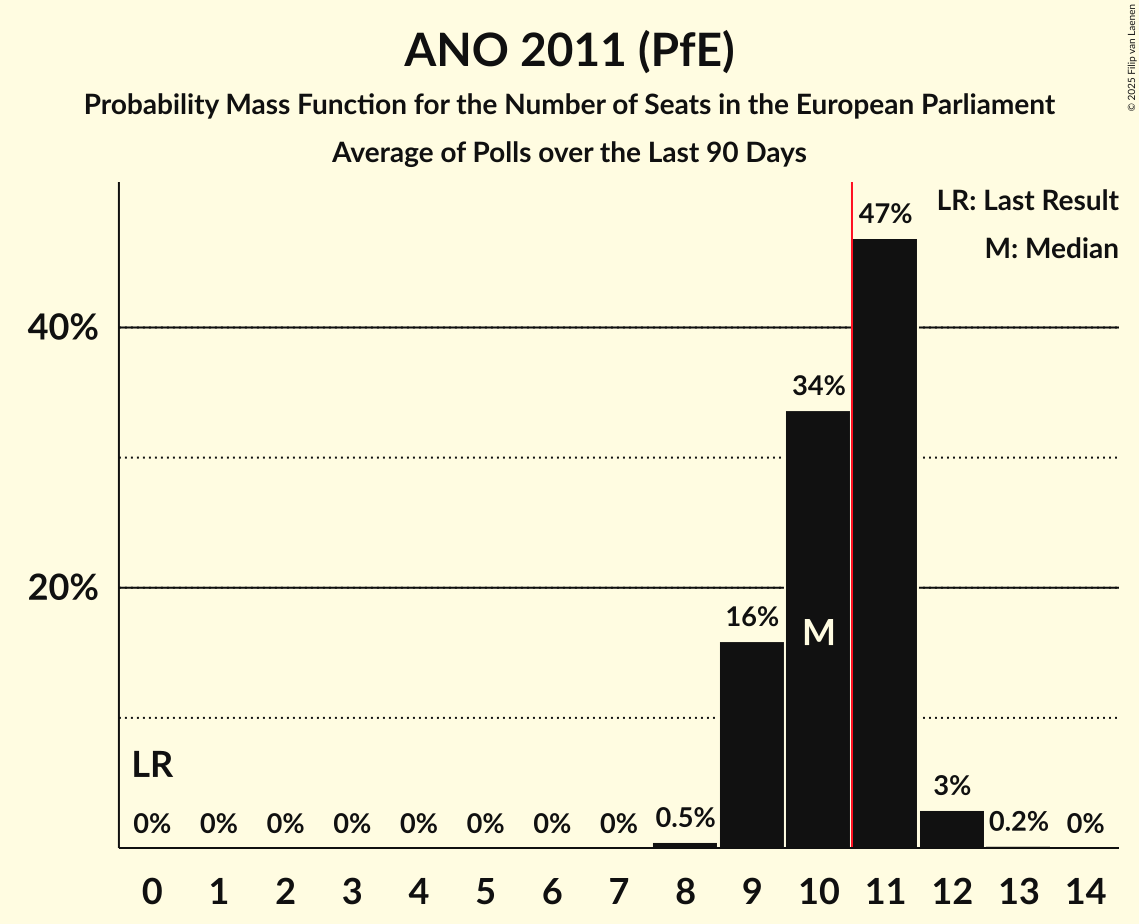 ANO 2011 (PfE)
Probability Mass Function for the Number of Seats in the European Parliament
Average of Polls over the Last 90 Days
© 2025 Filip van Laenen
LR: Last Result
M: Median
47%
40%
34%
20%
16%
M
LR
0% 0% 0% 0% 0% 0% 0% 0% 0.5% 3% 0.2% 0%
0 1 2 3 4 5 6 7 8 9 10 11 12 13 14